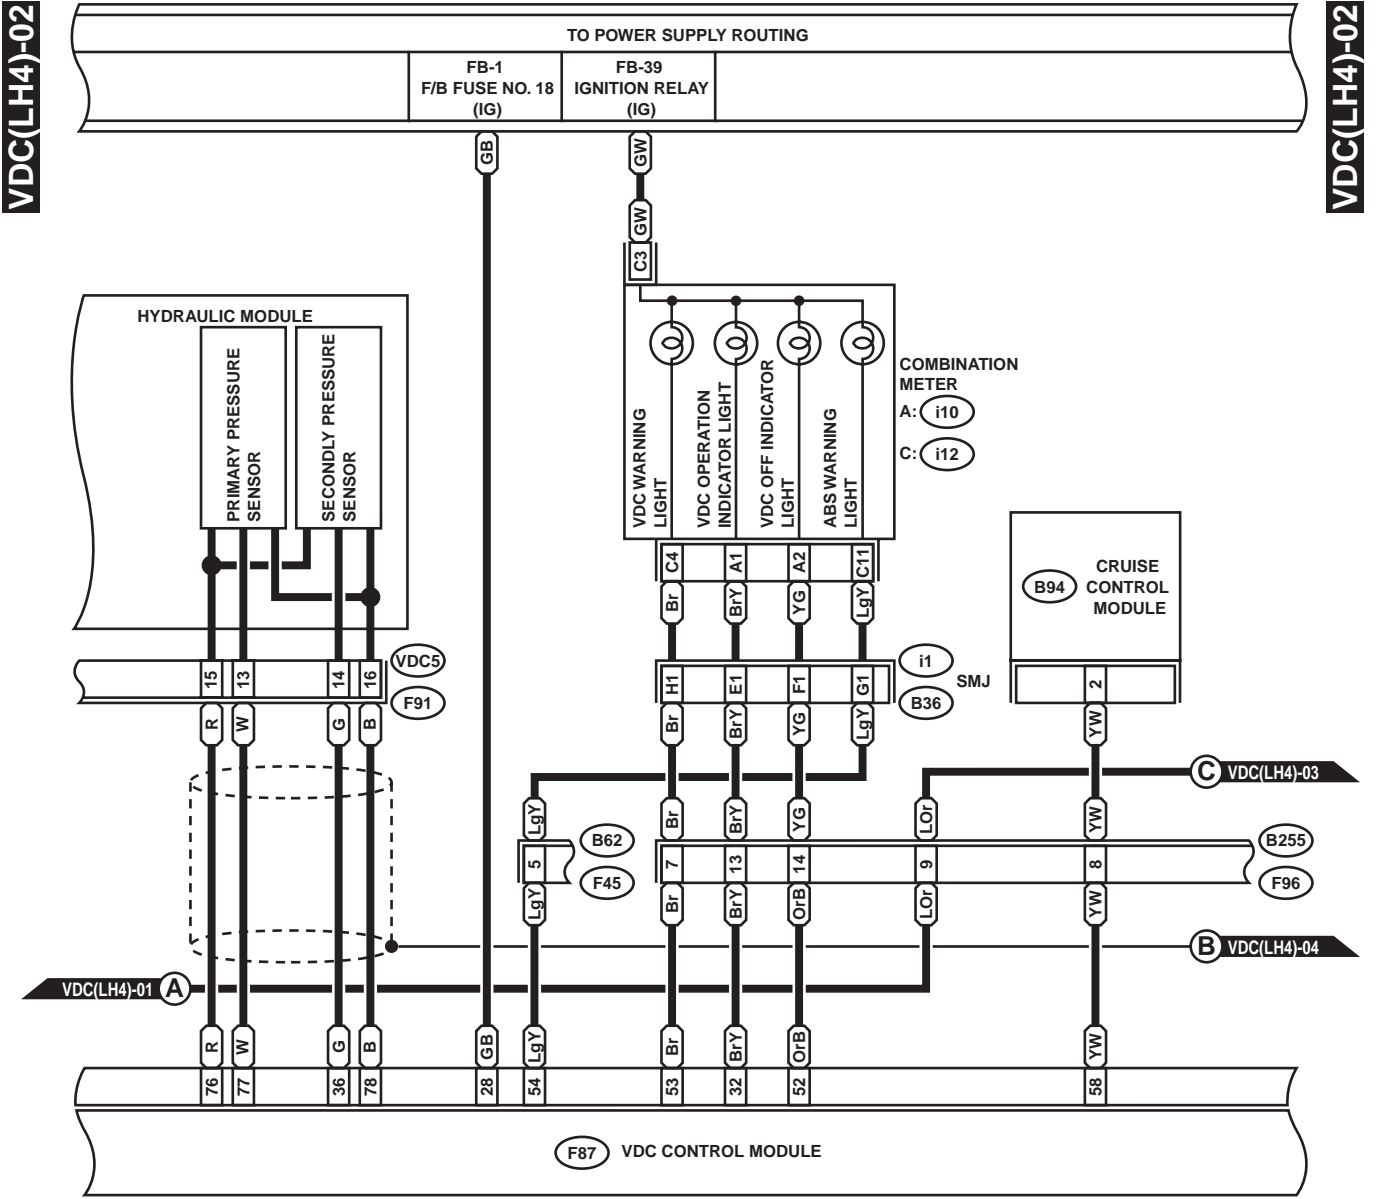 VDC(LH4)-02
VDC(LH4)-02
TO POWER SUPPLY ROUTING
FB-1
F/B FUSE NO. 18
(IG)
FB-39
IGNITION RELAY
(IG)
GB
GW
GW
C3
HYDRAULIC MODULE
PRIMARY PRESSURE
SENSOR
SECONDLY PRESSURE
SENSOR
VDC WARNING
LIGHT
VDC OPERATION
INDICATOR LIGHT
VDC OFF INDICATOR
LIGHT
ABS WARNING
LIGHT
COMBINATION
METER
A: i10
C: i12
C4
A1
A2
C11
Br
BrY
YG
LgY
B94
CRUISE
CONTROL
MODULE
15
13
14
16
VDC5
F91
H1
E1
F1
G1
i1
B36
SMJ
2
R
W
G
B
Br
BrY
YG
LgY
YW
C VDC(LH4)-03
LgY
Br
BrY
YG
LOr
YW
5
B62
F45
7
13
14
9
8
B255
F96
LgY
Br
BrY
OrB
LOr
YW
B VDC(LH4)-04
VDC(LH4)-01 A
R
W
G
B
GB
LgY
Br
BrY
OrB
YW
76
77
36
78
28
54
53
32
52
58
F87 VDC CONTROL MODULE